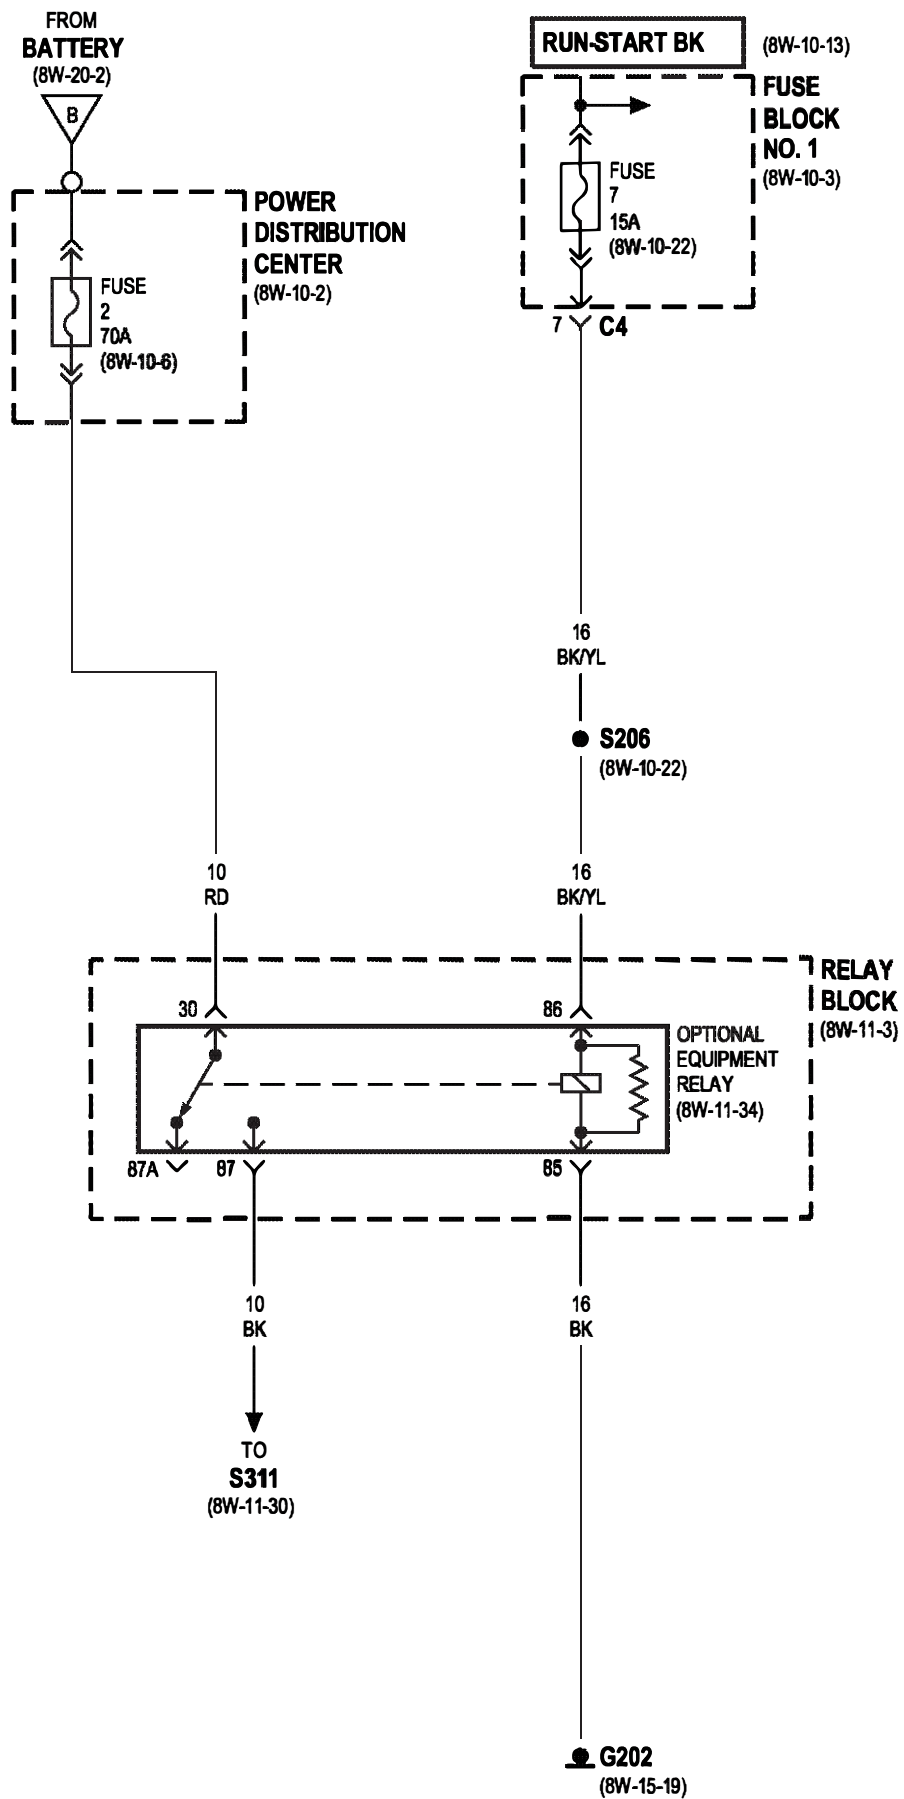 FROM
BATTERY
(8W-20-2)
B
POWER
DISTRIBUTION
CENTER
(8W-10-2)
FUSE
2
70A
(8W-10-6)
RUN-START BK
(8W-10-13)
FUSE
BLOCK
NO. 1
(8W-10-3)
FUSE
7
15A
(8W-10-22)
7
C4
16
BK/YL
S206
(8W-10-22)
10
RD
16
BK/YL
RELAY
BLOCK
(8W-11-3)
30
86
OPTIONAL
EQUIPMENT
RELAY
(8W-11-34)
87A
87
85
10
BK
16
BK
TO
S311
(8W-11-30)
G202
(8W-15-19)